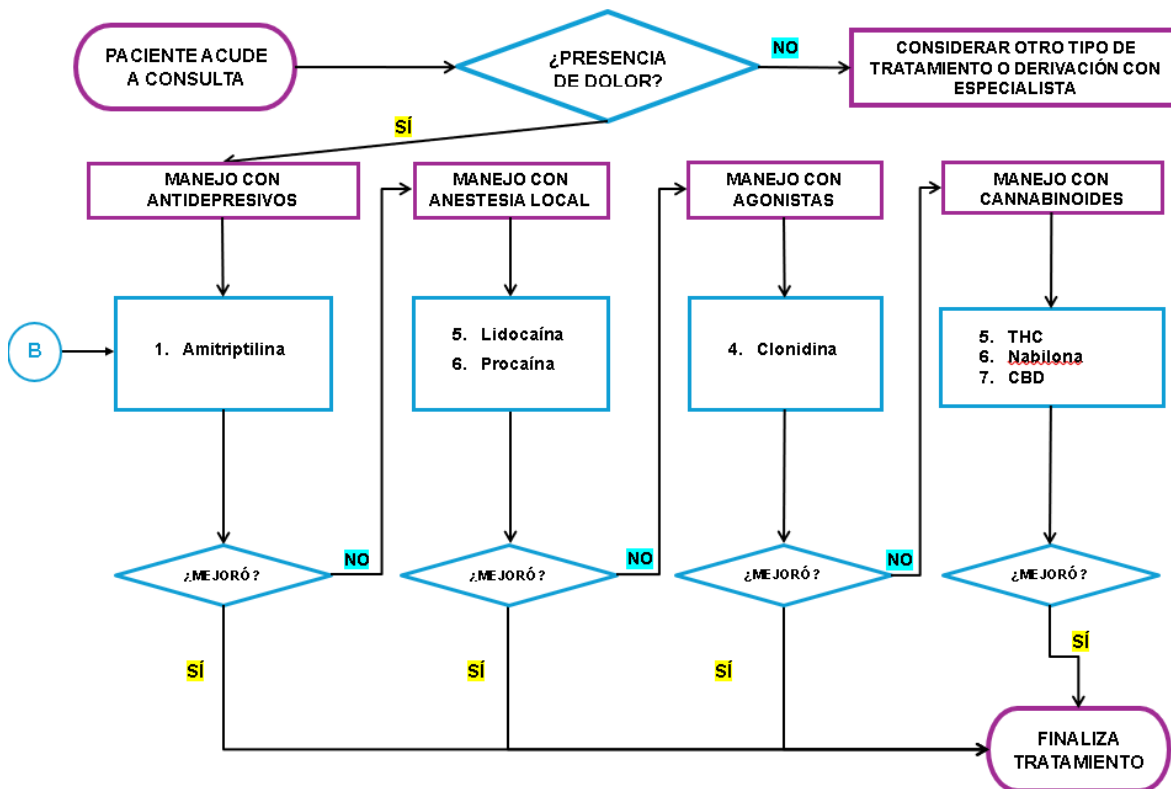 PACIENTE ACUDE
A CONSULTA
¿PRESENCIA
DE DOLOR?
NO
CONSIDERAR OTRO TIPO DE
TRATAMIENTO O DERIVACIÓN CON
ESPECIALISTA
SÍ
MANEJO CON
ANTIDEPRESIVOS
MANEJO CON
ANESTESIA LOCAL
MANEJO CON
AGONISTAS
MANEJO CON
CANNABINOIDES
B
1. Amitriptilina
5. Lidocaína
6. Procaína
4. Clonidina
5. THC
6. Nabilona
7. CBD
¿MEJORÓ?
NO
¿MEJORÓ?
NO
¿MEJORÓ?
NO
¿MEJORÓ?
SÍ
SÍ
SÍ
SÍ
FINALIZA
TRATAMIENTO